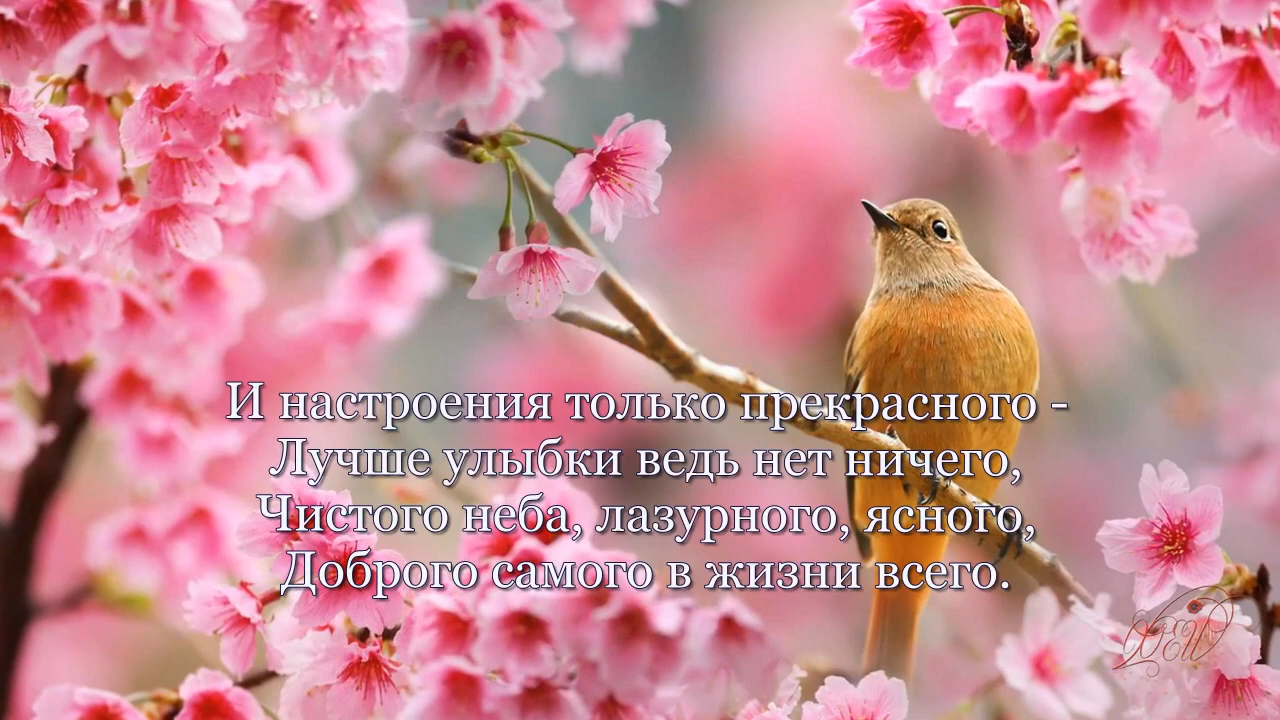 И настроения только прекрасного -
Лучше улыбки ведь нет ничего,
Чистого неба, лазурного, ясного,
Доброго самого в жизни всего.